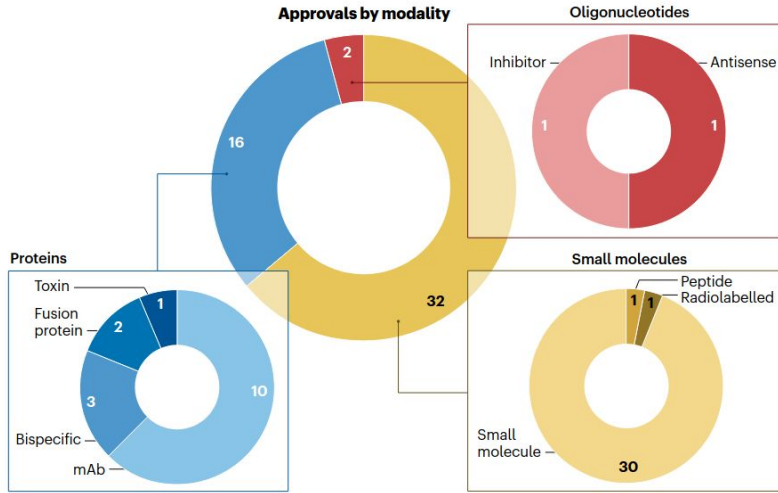 Approvals by modality
2
16
32
Oligonucleotides
Inhibitor
Antisense
1
1
Proteins
Toxin
1
Fusion
protein
2
3
10
Bispecific
mAb
Small molecules
Peptide
Radiolabelled
1
1
Small
molecule
30